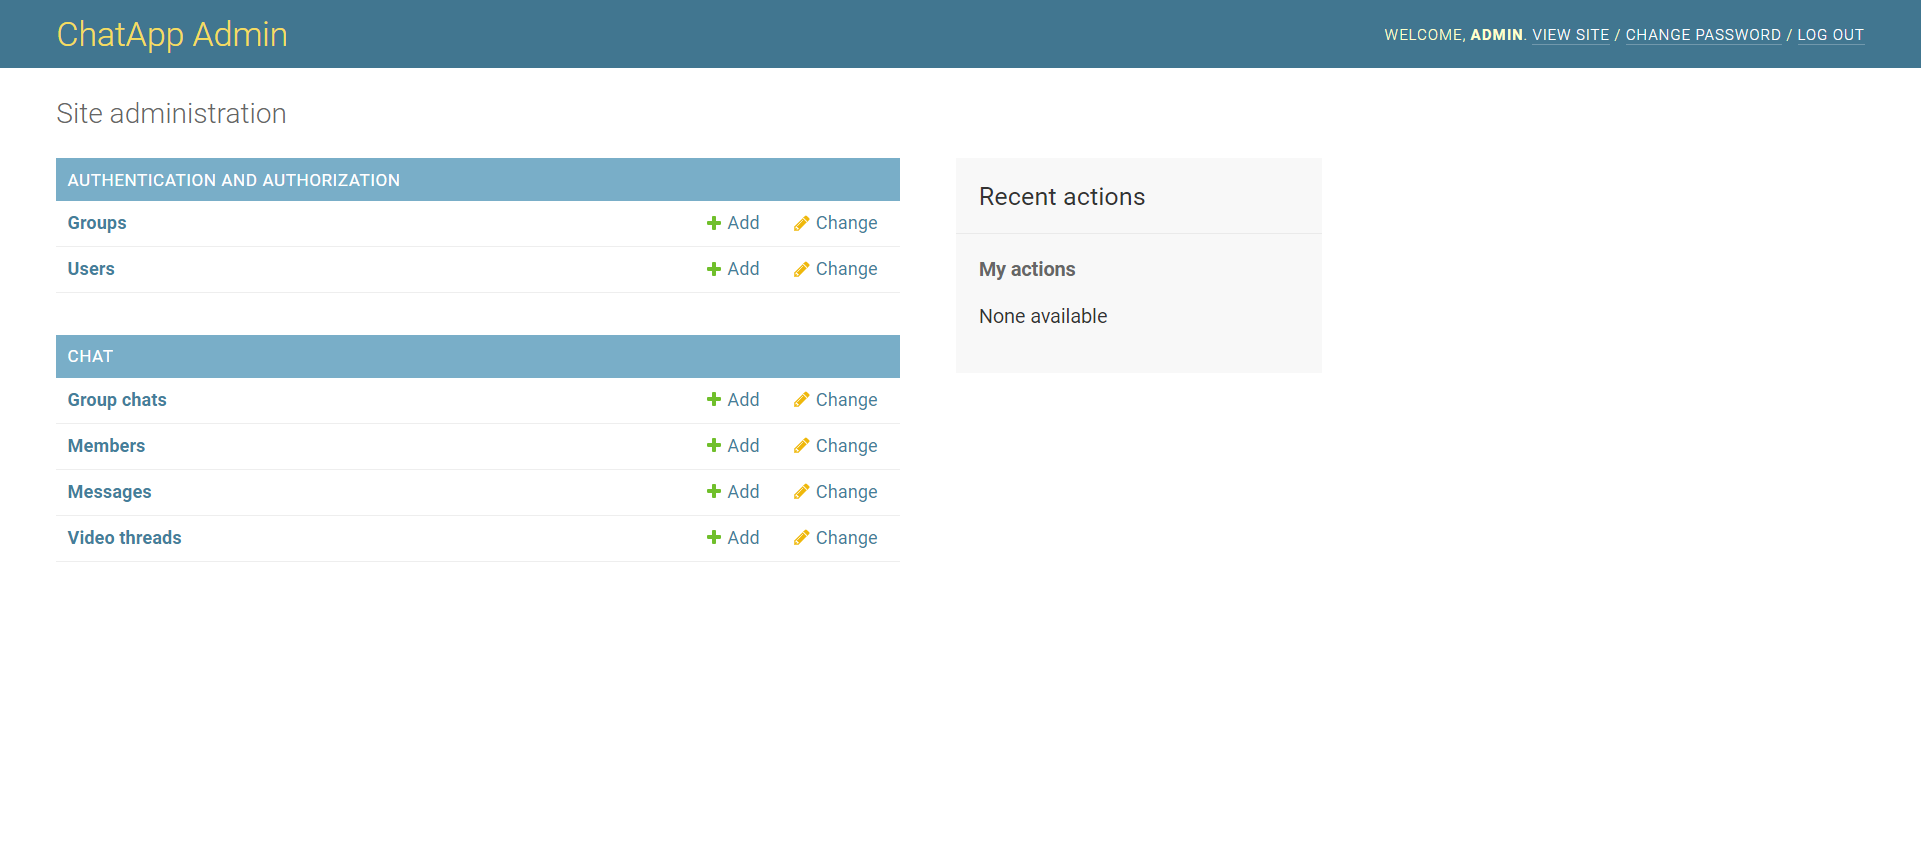 ChatApp Admin
WELCOME, ADMIN. VIEW SITE / CHANGE PASSWORD / LOG OUT
Site administration
AUTHENTICATION AND AUTHORIZATION
Groups Add Change
Users Add Change
CHAT
Group chats Add Change
Members Add Change
Messages Add Change
Video threads Add Change
Recent actions
My actions
None available